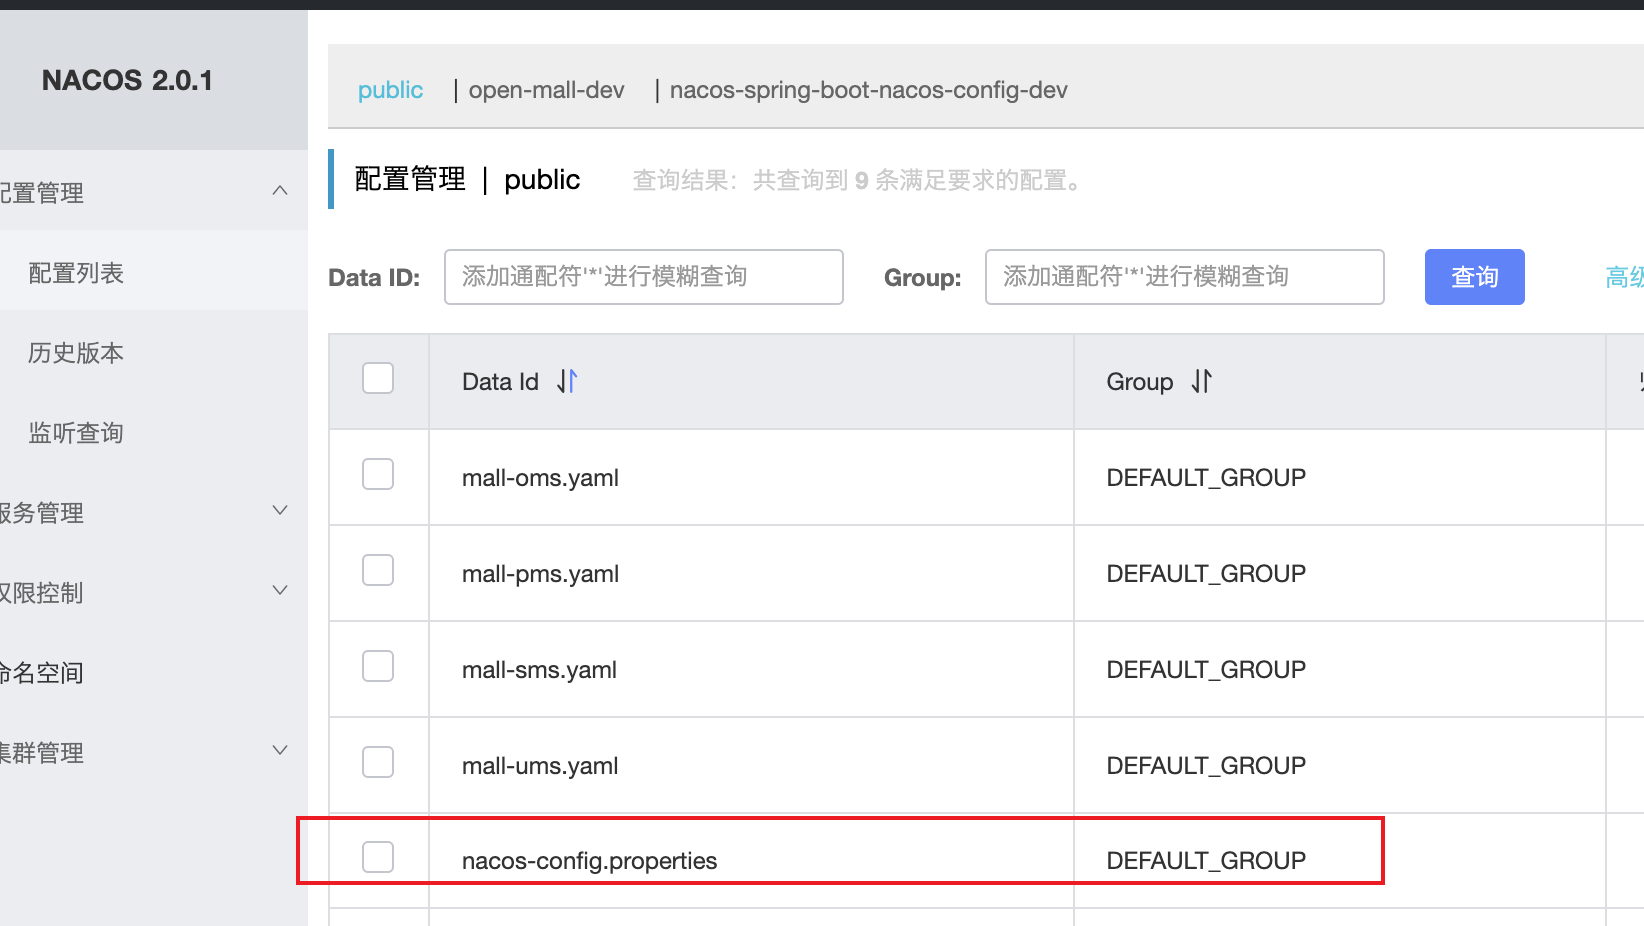 NACOS 2.0.1
public | open-mall-dev | nacos-spring-boot-nacos-config-dev
配置管理 | public 查询结果：共查询到 9 条满足要求的配置。
配置管理
配置列表
历史版本
监听查询
服务管理
权限控制
命名空间
集群管理
Data ID: 添加通配符'*'进行模糊查询 Group: 添加通配符'*'进行模糊查询 查询 高级
Data Id Group
mall-oms.yaml DEFAULT_GROUP
mall-pms.yaml DEFAULT_GROUP
mall-sms.yaml DEFAULT_GROUP
mall-ums.yaml DEFAULT_GROUP
nacos-config.properties DEFAULT_GROUP